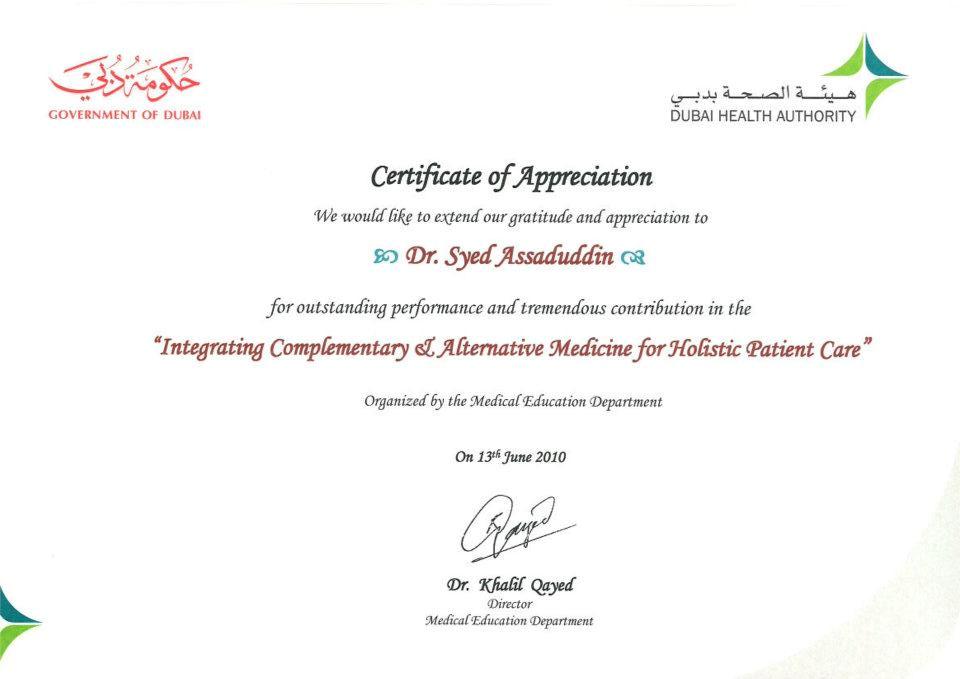 حكومة دبي
GOVERNMENT OF DUBAI
هيئة الصحة بدبي
DUBAI HEALTH AUTHORITY
Certificate of Appreciation
We would like to extend our gratitude and appreciation to
Dr. Syed Assaduddin
for outstanding performance and tremendous contribution in the
“Integrating Complementary & Alternative Medicine for Holistic Patient Care”
Organized by the Medical Education Department
On 13th June 2010
Dr. Khalil Qayed
Director
Medical Education Department